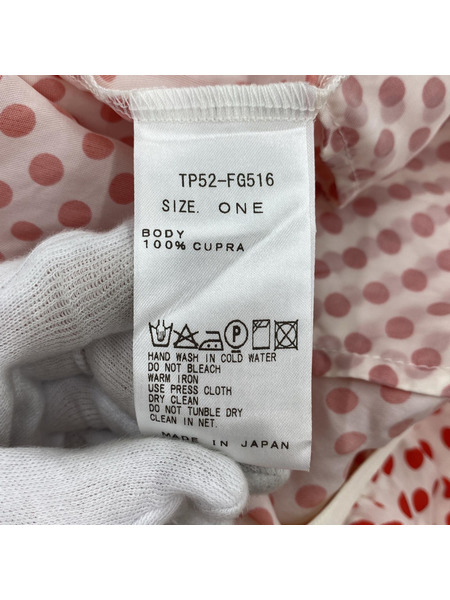 TP52-FG516
SIZE. ONE
BODY
100% CUPRA
P
HAND WASH IN COLD WATER
DO NOT BLEACH
WARM IRON
USE PRESS CLOTH
DRY CLEAN
DO NOT TUNBLE DRY
CLEAN IN NET.
MADE IN JAPAN